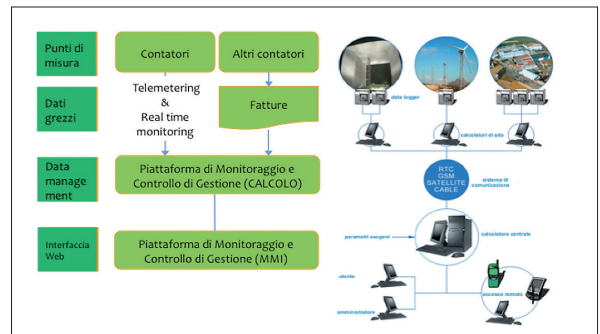 Punti di
misura
Contatori
Altri contatori
Dati
grezzi
Telemetering
&
Real time
monitoring
Fatture
Data
manage
ment
Piattaforma di Monitoraggio e
Controllo di Gestione (CALCOLO)
Interfaccia
Web
Piattaforma di Monitoraggio e
Controllo di Gestione (MMI)
data logger
calcolatori di sito
RTC
GSM
SATELLITE
CABLE
sistema di
comunicazione
parametri esogeni
calcolatore centrale
utente
amministratore
accesso remoto